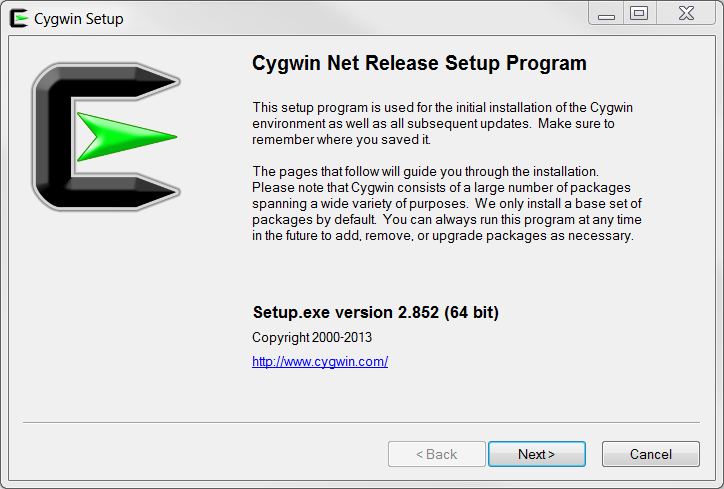 Cygwin Setup
Cygwin Net Release Setup Program
This setup program is used for the initial installation of the Cygwin
environment as well as all subsequent updates.  Make sure to
remember where you saved it.
The pages that follow will guide you through the installation.
Please note that Cygwin consists of a large number of packages
spanning a wide variety of purposes.  We only install a base set of
packages by default.  You can always run this program at any time
in the future to add, remove, or upgrade packages as necessary.
Setup.exe version 2.852 (64 bit)
Copyright 2000-2013
http://www.cygwin.com/
< Back
Next >
Cancel